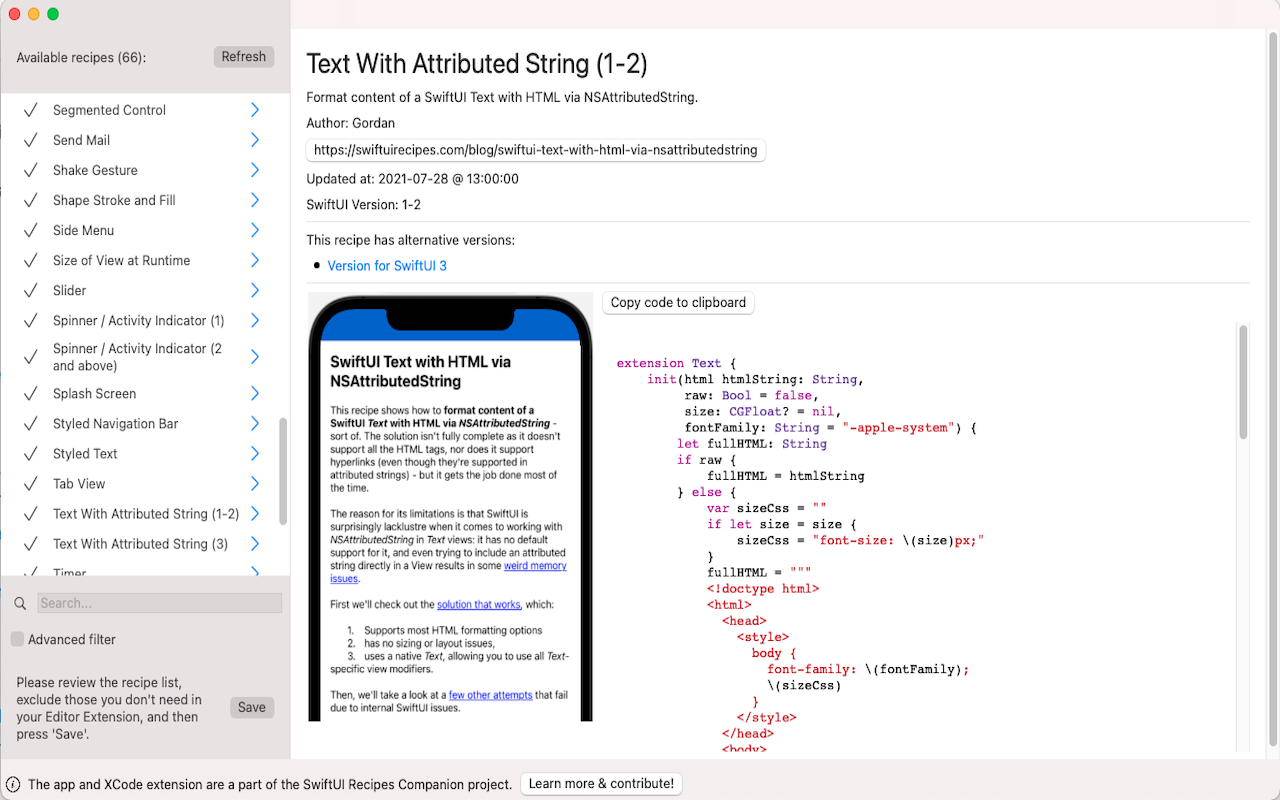 Available recipes (66):
Refresh
Segmented Control
Send Mail
Shake Gesture
Shape Stroke and Fill
Side Menu
Size of View at Runtime
Slider
Spinner / Activity Indicator (1)
Spinner / Activity Indicator (2
and above)
Splash Screen
Styled Navigation Bar
Styled Text
Tab View
Text With Attributed String (1-2)
Text With Attributed String (3)
Timer
Search...
Advanced filter
Please review the recipe list,
exclude those you don't need in
your Editor Extension, and then
press 'Save'.
Save
Text With Attributed String (1-2)
Format content of a SwiftUI Text with HTML via NSAttributedString.
Author: Gordan
https://swiftuirecipes.com/blog/swiftui-text-with-html-via-nsattributedstring
Updated at: 2021-07-28 @ 13:00:00
SwiftUI Version: 1-2
This recipe has alternative versions:
• Version for SwiftUI 3
SwiftUI Text with HTML via
NSAttributedString
This recipe shows how to format content of a
SwiftUI Text with HTML via NSAttributedString -
sort of. The solution isn't fully complete as it doesn't
support all the HTML tags, nor does it support
hyperlinks (even though they're supported in
attributed strings) - but it gets the job done most of
the time.
The reason for its limitations is that SwiftUI is
surprisingly lacklustre when it comes to working with
NSAttributedString in Text views: it has no default
support for it, and even trying to include an attributed
string directly in a View results in some weird memory
issues.
First we'll check out the solution that works, which:
1. Supports most HTML formatting options
2. has no sizing or layout issues,
3. uses a native Text, allowing you to use all Text-
specific view modifiers.
Then, we'll take a look at a few other attempts that fail
due to internal SwiftUI issues.
Copy code to clipboard
extension Text {
init(html htmlString: String,
raw: Bool = false,
size: CGFloat? = nil,
fontFamily: String = "-apple-system") {
let fullHTML: String
if raw {
fullHTML = htmlString
} else {
var sizeCss = ""
if let size = size {
sizeCss = "font-size: \(size)px;"
}
fullHTML = """
<!doctype html>
<html>
<head>
<style>
body {
font-family: \(fontFamily);
\(sizeCss)
}
</style>
</head>
<body>
The app and XCode extension are a part of the SwiftUI Recipes Companion project.
Learn more & contribute!